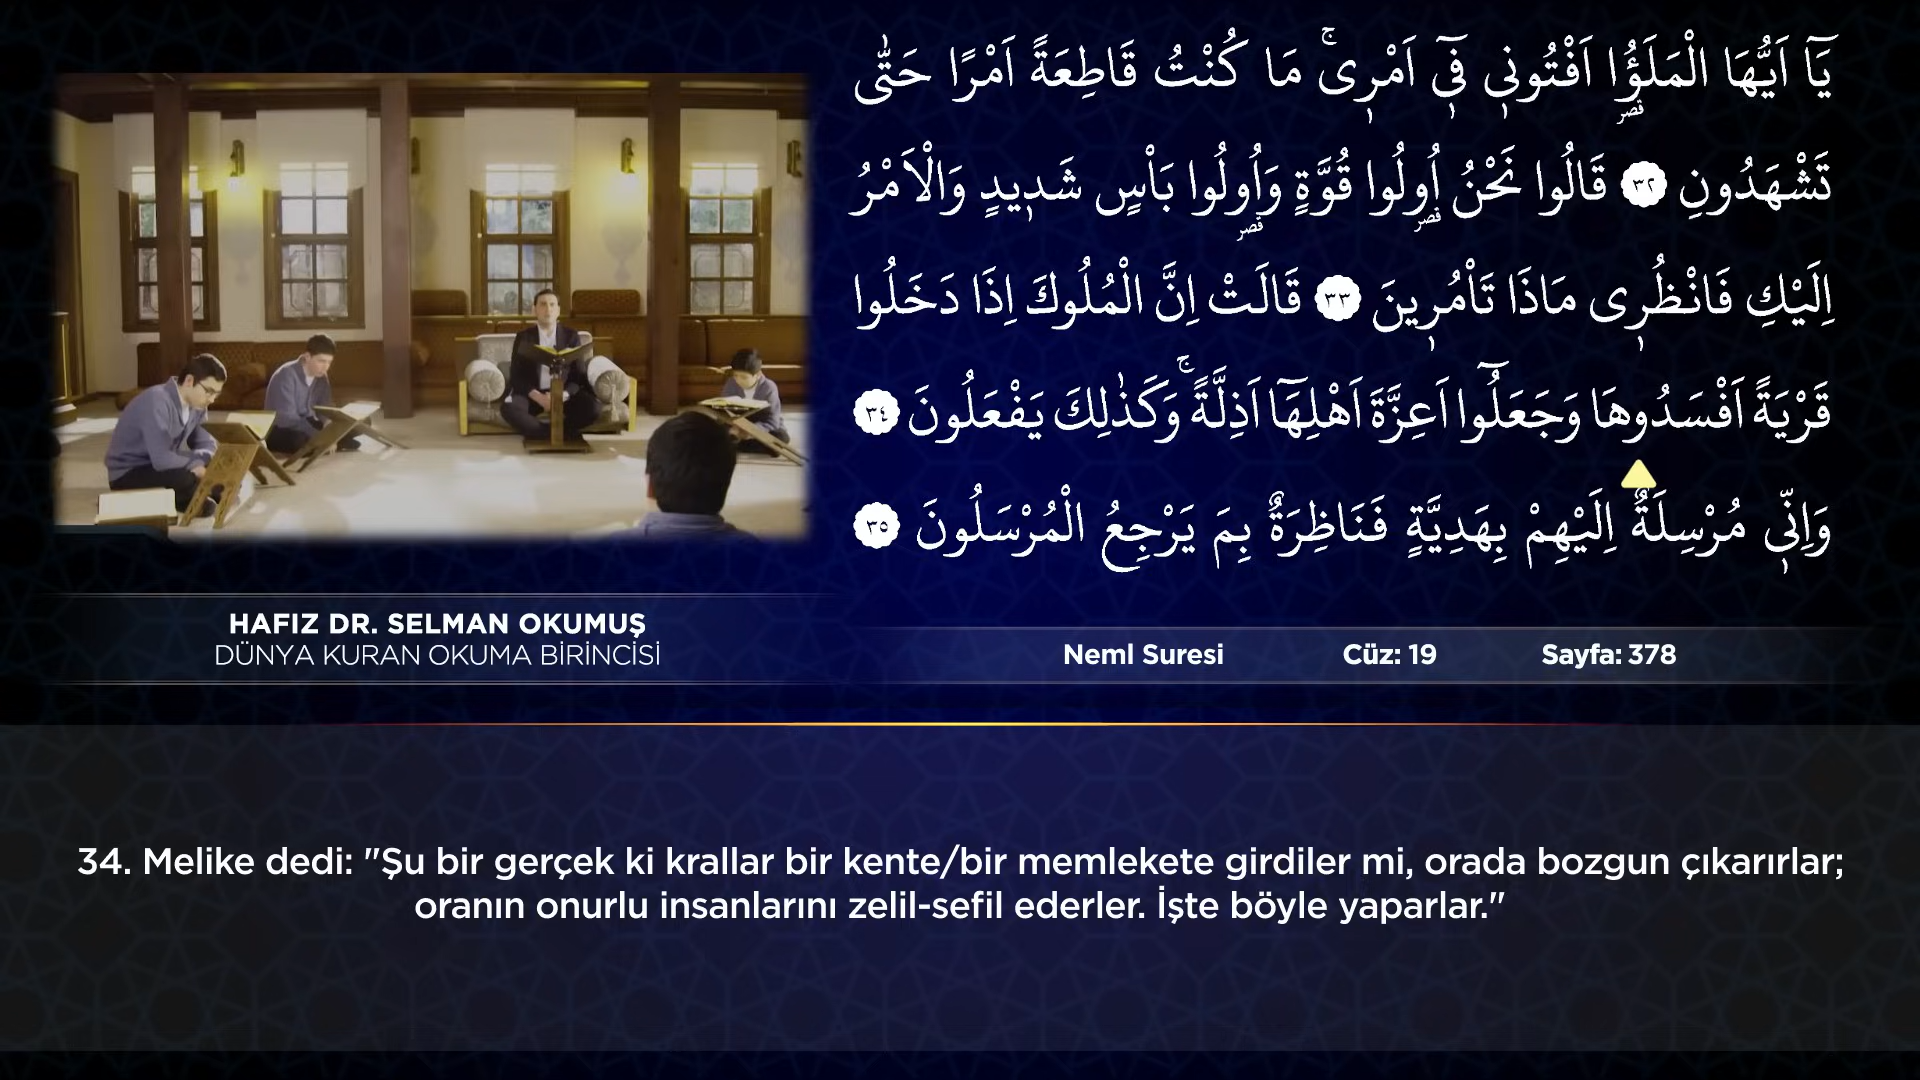 يَٓا اَيُّهَا الْمَلَؤُ۬ا اَفْتُون۪ي ف۪ٓي اَمْر۪يۚ مَا كُنْتُ قَاطِعَةً اَمْرًا حَتّٰى
قصر
تَشْهَدُونِ ٣٢ قَالُوا نَحْنُ اُو۬لُوا قُوَّةٍ وَاُو۬لُوا بَاْسٍ شَد۪يدٍ وَالْاَمْرُ
قصر قصر
اِلَيْكِ فَانْظُر۪ى مَاذَا تَاْمُر۪ينَ ٣٣ قَالَتْ اِنَّ الْمُلُوكَ اِذَا دَخَلُوا
قَرْيَةً اَفْسَدُوهَا وَجَعَلُٓوا اَعِزَّةَ اَهْلِهَٓا اَذِلَّةًۚ وَكَذٰلِكَ يَفْعَلُونَ ٣٤
وَاِنّ۪ي مُرْسِلَةٌ اِلَيْهِمْ بِهَدِيَّةٍ فَنَاظِرَةٌ بِمَ يَرْجِعُ الْمُرْسَلُونَ ٣٥
HAFIZ DR. SELMAN OKUMUŞ
DÜNYA KURAN OKUMA BİRİNCİSİ
Neml Suresi Cüz: 19 Sayfa: 378
34. Melike dedi: "Şu bir gerçek ki krallar bir kente/bir memlekete girdiler mi, orada bozgun çıkarırlar;
oranın onurlu insanlarını zelil-sefil ederler. İşte böyle yaparlar."